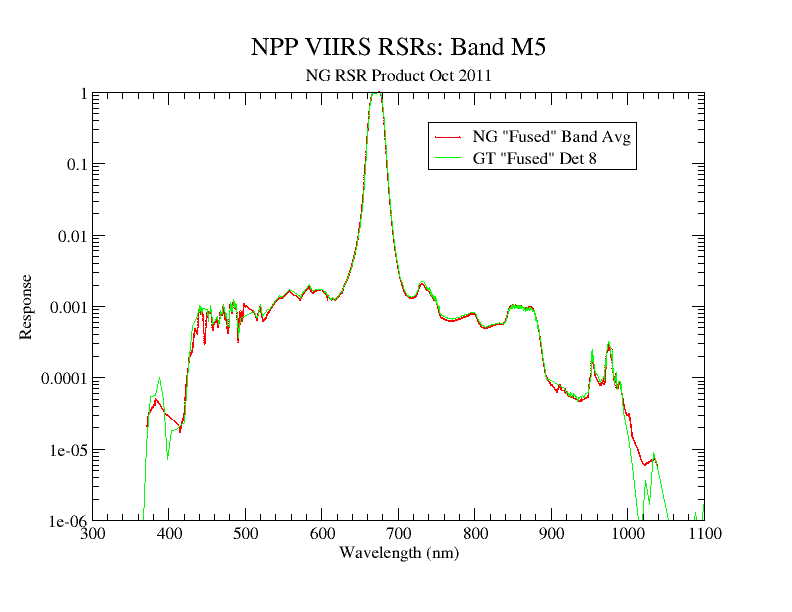 NPP VIIRS RSRs: Band M5
NG RSR Product Oct 2011
NG "Fused" Band Avg
GT "Fused" Det 8
Response
1
0.1
0.01
0.001
0.0001
1e-05
1e-06
300 400 500 600 700 800 900 1000 1100
Wavelength (nm)